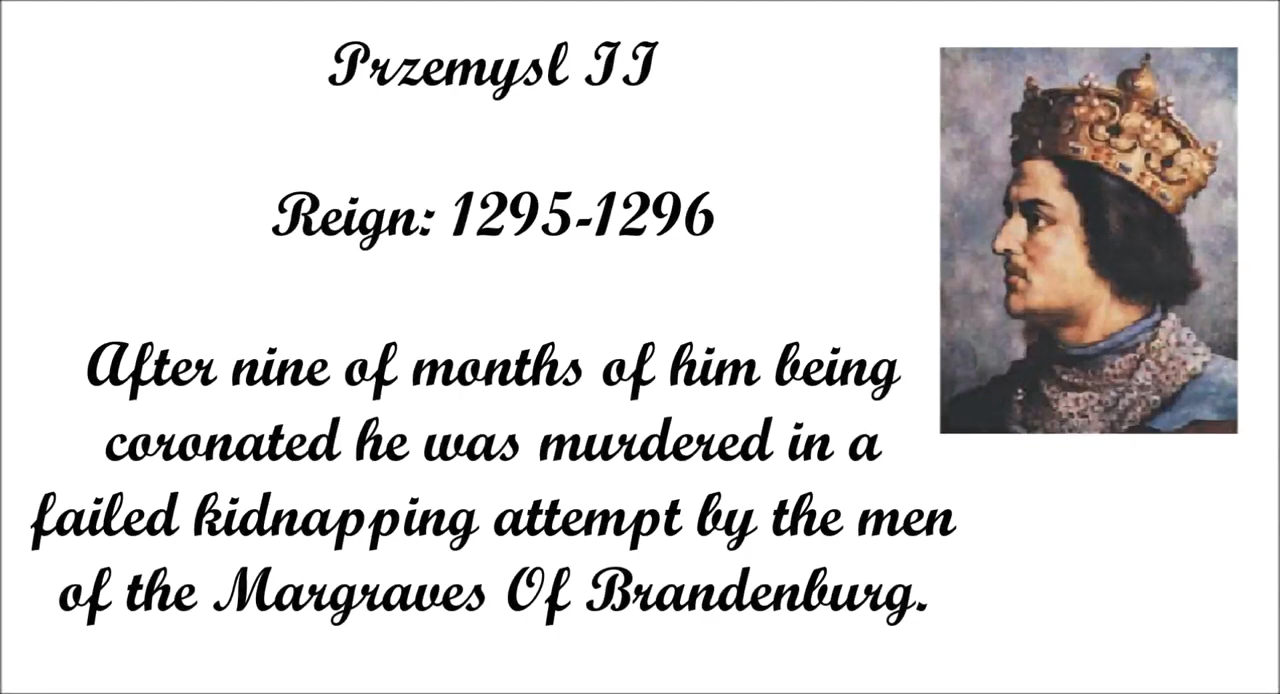 Przemysl II
Reign: 1295-1296
After nine of months of him being
coronated he was murdered in a
failed kidnapping attempt by the men
of the Margraves Of Brandenburg.